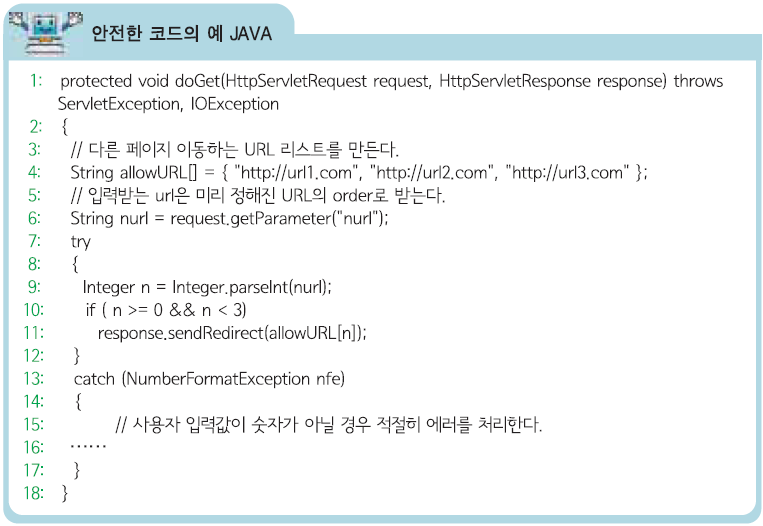 안전한 코드의 예 JAVA
1: protected void doGet(HttpServletRequest request, HttpServletResponse response) throws
ServletException, IOException
2: {
3: // 다른 페이지 이동하는 URL 리스트를 만든다.
4: String allowURL[] = { "http://url1.com", "http://url2.com", "http://url3.com" };
5: // 입력받는 url은 미리 정해진 URL의 order로 받는다.
6: String nurl = request.getParameter("nurl");
7: try
8: {
9: Integer n = Integer.parseInt(nurl);
10: if ( n >= 0 && n < 3)
11: response.sendRedirect(allowURL[n]);
12: }
13: catch (NumberFormatException nfe)
14: {
15: // 사용자 입력값이 숫자가 아닐 경우 적절히 에러를 처리한다.
16: ······
17: }
18: }